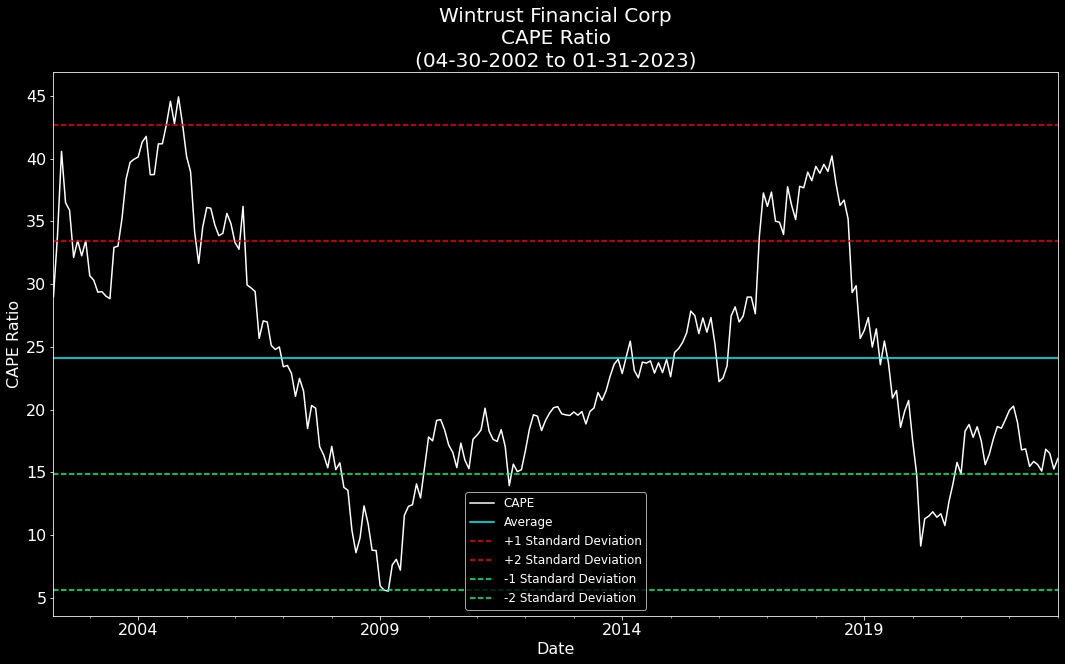 Wintrust Financial Corp
CAPE Ratio
(04-30-2002 to 01-31-2023)
45
40
35
30
25
20
15
10
5
CAPE Ratio
CAPE
Average
+1 Standard Deviation
+2 Standard Deviation
-1 Standard Deviation
-2 Standard Deviation
2004
2009
2014
2019
Date